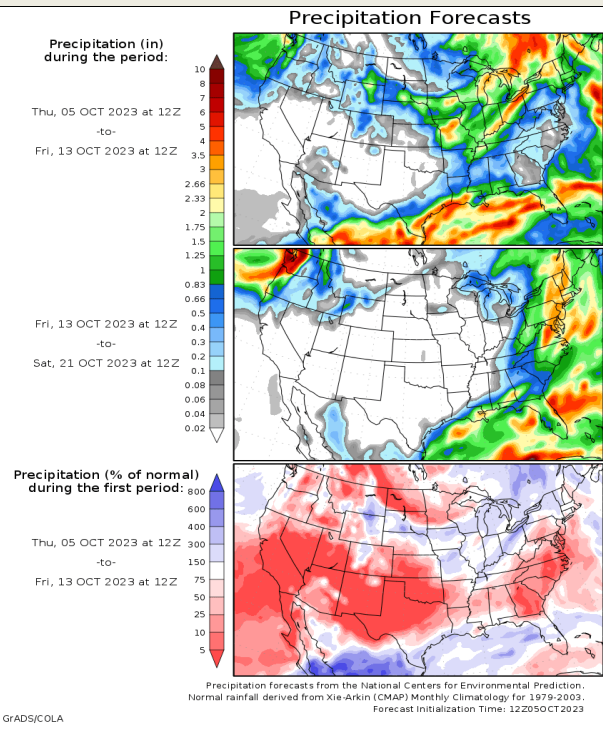 Precipitation Forecasts
Precipitation (in)
during the period:
Thu, 05 OCT 2023 at 12Z
-to-
Fri, 13 OCT 2023 at 12Z
10
8
7
6
5
4
3.5
3
2.66
2.33
2
1.75
1.5
1.25
1
0.83
0.66
0.5
0.4
0.3
0.2
0.1
0.08
0.06
0.04
0.02
Fri, 13 OCT 2023 at 12Z
-to-
Sat, 21 OCT 2023 at 12Z
Precipitation (% of normal)
during the first period:
Thu, 05 OCT 2023 at 12Z
-to-
Fri, 13 OCT 2023 at 12Z
800
600
400
300
150
75
50
25
10
5
Precipitation forecasts from the National Centers for Environmental Prediction.
Normal rainfall derived from Xie-Arkin (CMAP) Monthly Climatology for 1979-2003.
Forecast Initialization Time: 12Z05OCT2023
GrADS/COLA